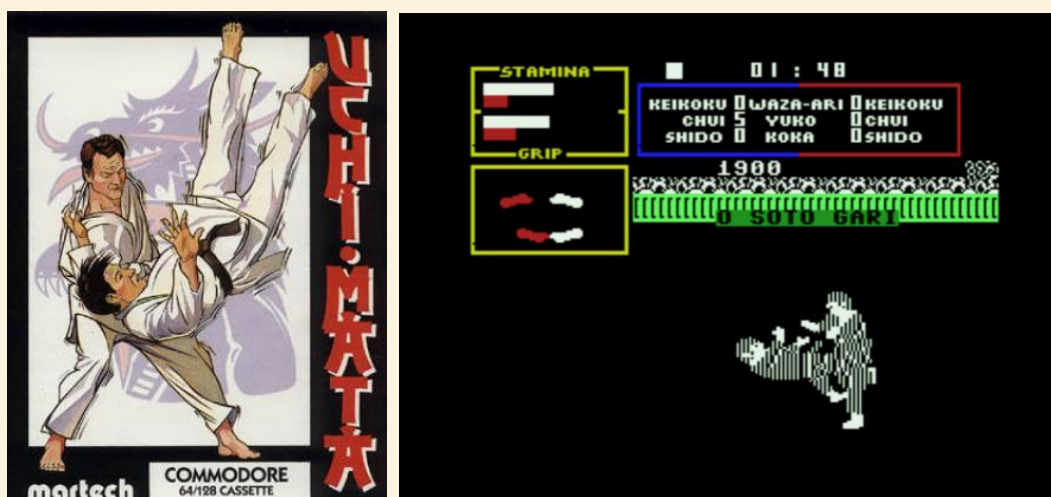 UCHI·MATA
martech
COMMODORE
64/128 CASSETTE
STAMINA
GRIP
01 : 48
KEIKOKU 0 WAZA-ARI 0 KEIKOKU
CHUI 5 YUKO 0 CHUI
SHIDO 0 KOKA 0 SHIDO
1900
O SOTO GARI